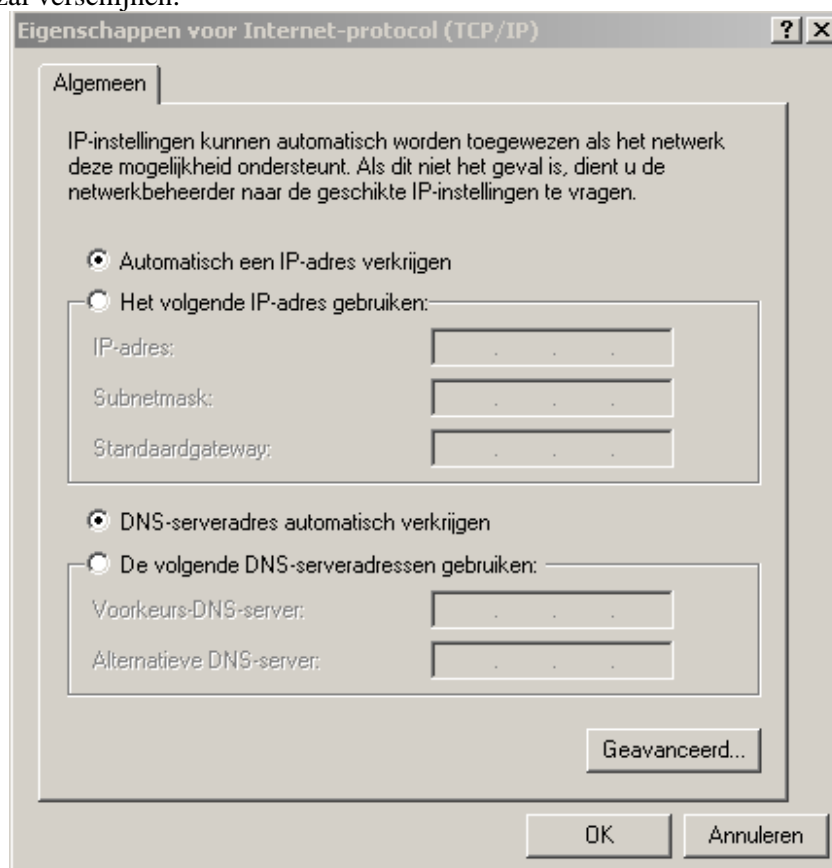 zal verschijnen:
Eigenschappen voor Internet-protocol (TCP/IP)
Algemeen
IP-instellingen kunnen automatisch worden toegewezen als het netwerk
deze mogelijkheid ondersteunt. Als dit niet het geval is, dient u de
netwerkbeheerder naar de geschikte IP-instellingen te vragen.
Automatisch een IP-adres verkrijgen
Het volgende IP-adres gebruiken:
IP-adres:
Subnetmask:
Standaardgateway:
DNS-serveradres automatisch verkrijgen
De volgende DNS-serveradressen gebruiken:
Voorkeurs-DNS-server:
Alternatieve DNS-server:
Geavanceerd...
OK Annuleren